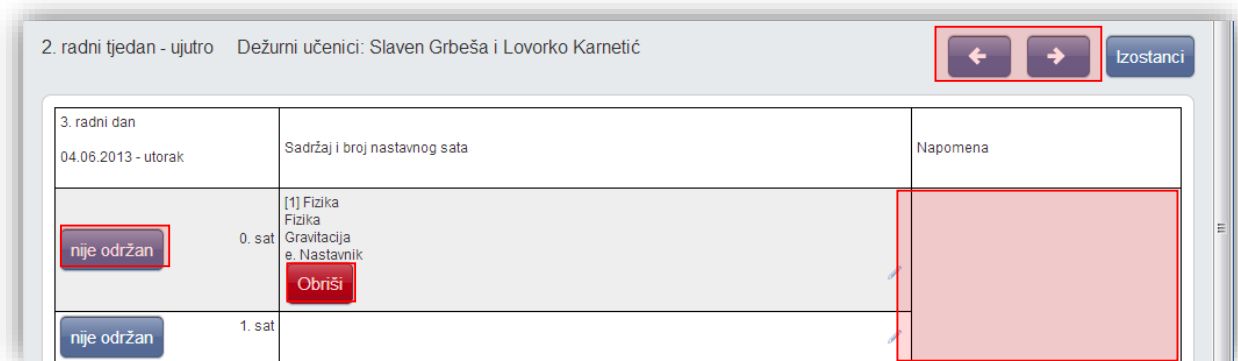 2. radni tjedan - ujutro Dežurni učenici: Slaven Grbeša i Lovorko Karnetić
Izostanci
3. radni dan
04.06.2013 - utorak
Sadržaj i broj nastavnog sata
Napomena
nije održan
0. sat
[1] Fizika
Fizika
Gravitacija
e. Nastavnik
Obriši
nije održan
1. sat